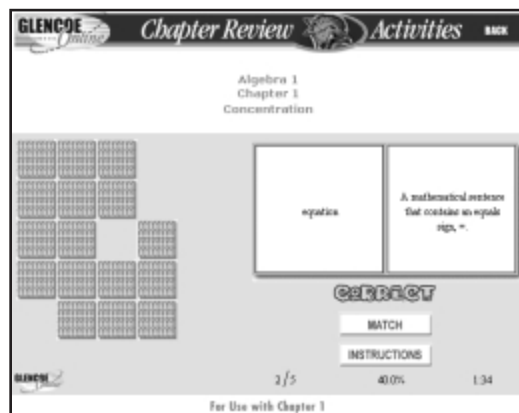 GLENCOE
Online
Chapter Review Activities
BACK
Algebra 1
Chapter 1
Concentration
equation
A mathematical sentence
that contains an equals
sign, =.
CORRECT
MATCH
INSTRUCTIONS
GLENCOE
2/5
40.0%
1:34
For Use with Chapter 1